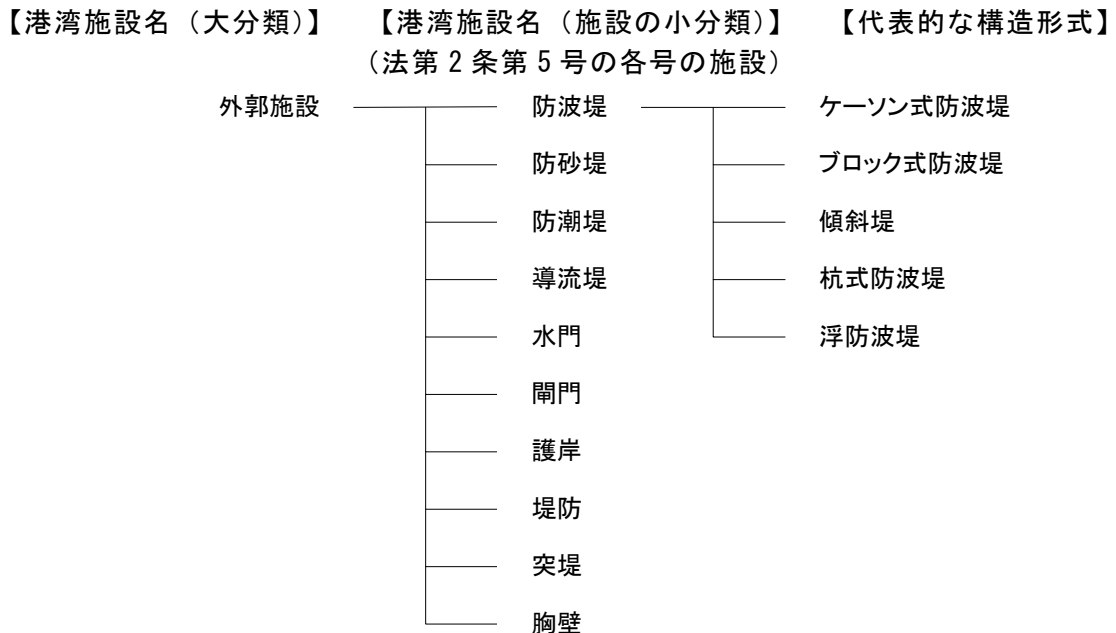 【港湾施設名（大分類）】 【港湾施設名（施設の小分類）】 【代表的な構造形式】
（法第２条第５号の各号の施設）
外郭施設 防波堤 ケーソン式防波堤
防砂堤 ブロック式防波堤
防潮堤 傾斜堤
導流堤 杭式防波堤
水門 浮防波堤
閘門
護岸
堤防
突堤
胸壁